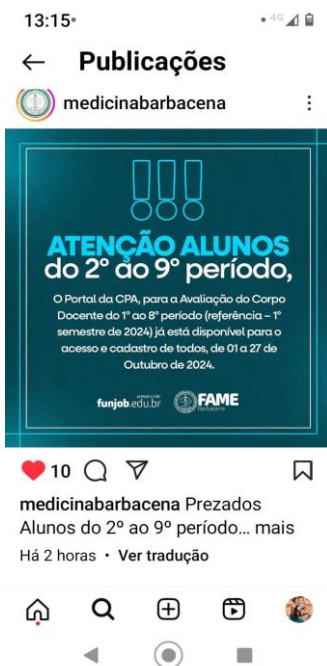 13:15
4G
Publicações
medicinabarbacena
!!!
ATENÇÃO ALUNOS
do 2º ao 9º período,
O Portal da CPA, para a Avaliação do Corpo
Docente do 1º ao 8º período (referência – 1º
semestre de 2024) já está disponível para o
acesso e cadastro de todos, de 01 a 27 de
Outubro de 2024.
funjob.edu.br
FAME
Barbacena
10
medicinabarbacena Prezados
Alunos do 2º ao 9º período... mais
Há 2 horas • Ver tradução